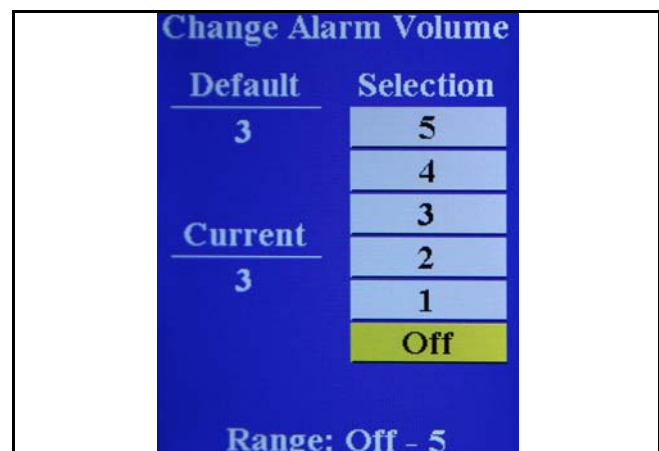 Change Alarm Volume
Default
3
Current
3
Selection
5
4
3
2
1
Off
Range: Off - 5